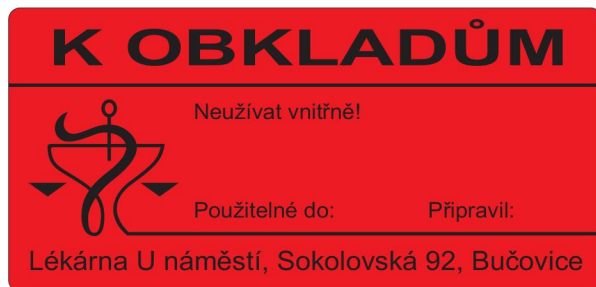 K OBKLADŮM
Neužívat vnitřně!
Použitelné do: Připravil:
Lékárna U náměstí, Sokolovská 92, Bučovice